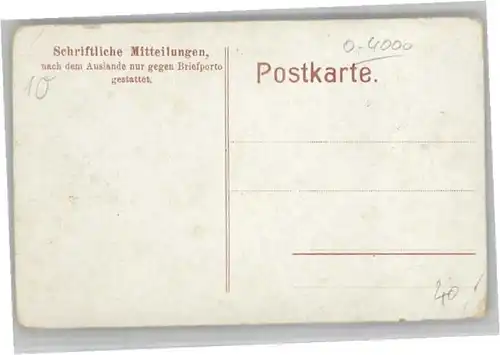 Schriftliche Mitteilungen,
nach dem Auslande nur gegen Briefporto
gestattet.
10
0-4000
Postkarte.
40,-